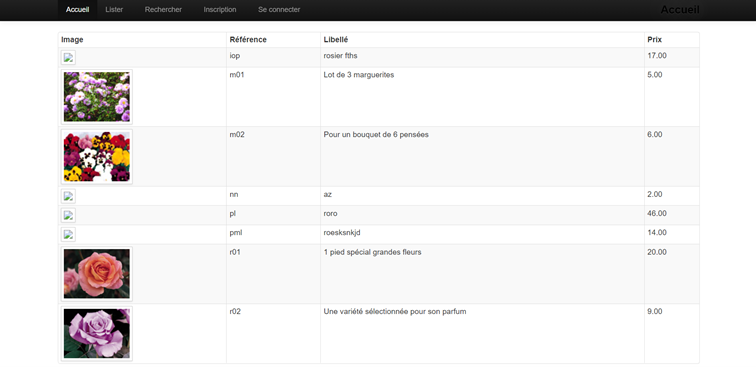 Accueil Lister Rechercher Inscription Se connecter Accueil
Image Référence Libellé Prix
iop rosier fths 17.00
m01 Lot de 3 marguerites 5.00
m02 Pour un bouquet de 6 pensées 6.00
nn az 2.00
pl roro 46.00
pml roesksnkjd 14.00
r01 1 pied spécial grandes fleurs 20.00
r02 Une variété sélectionnée pour son parfum 9.00